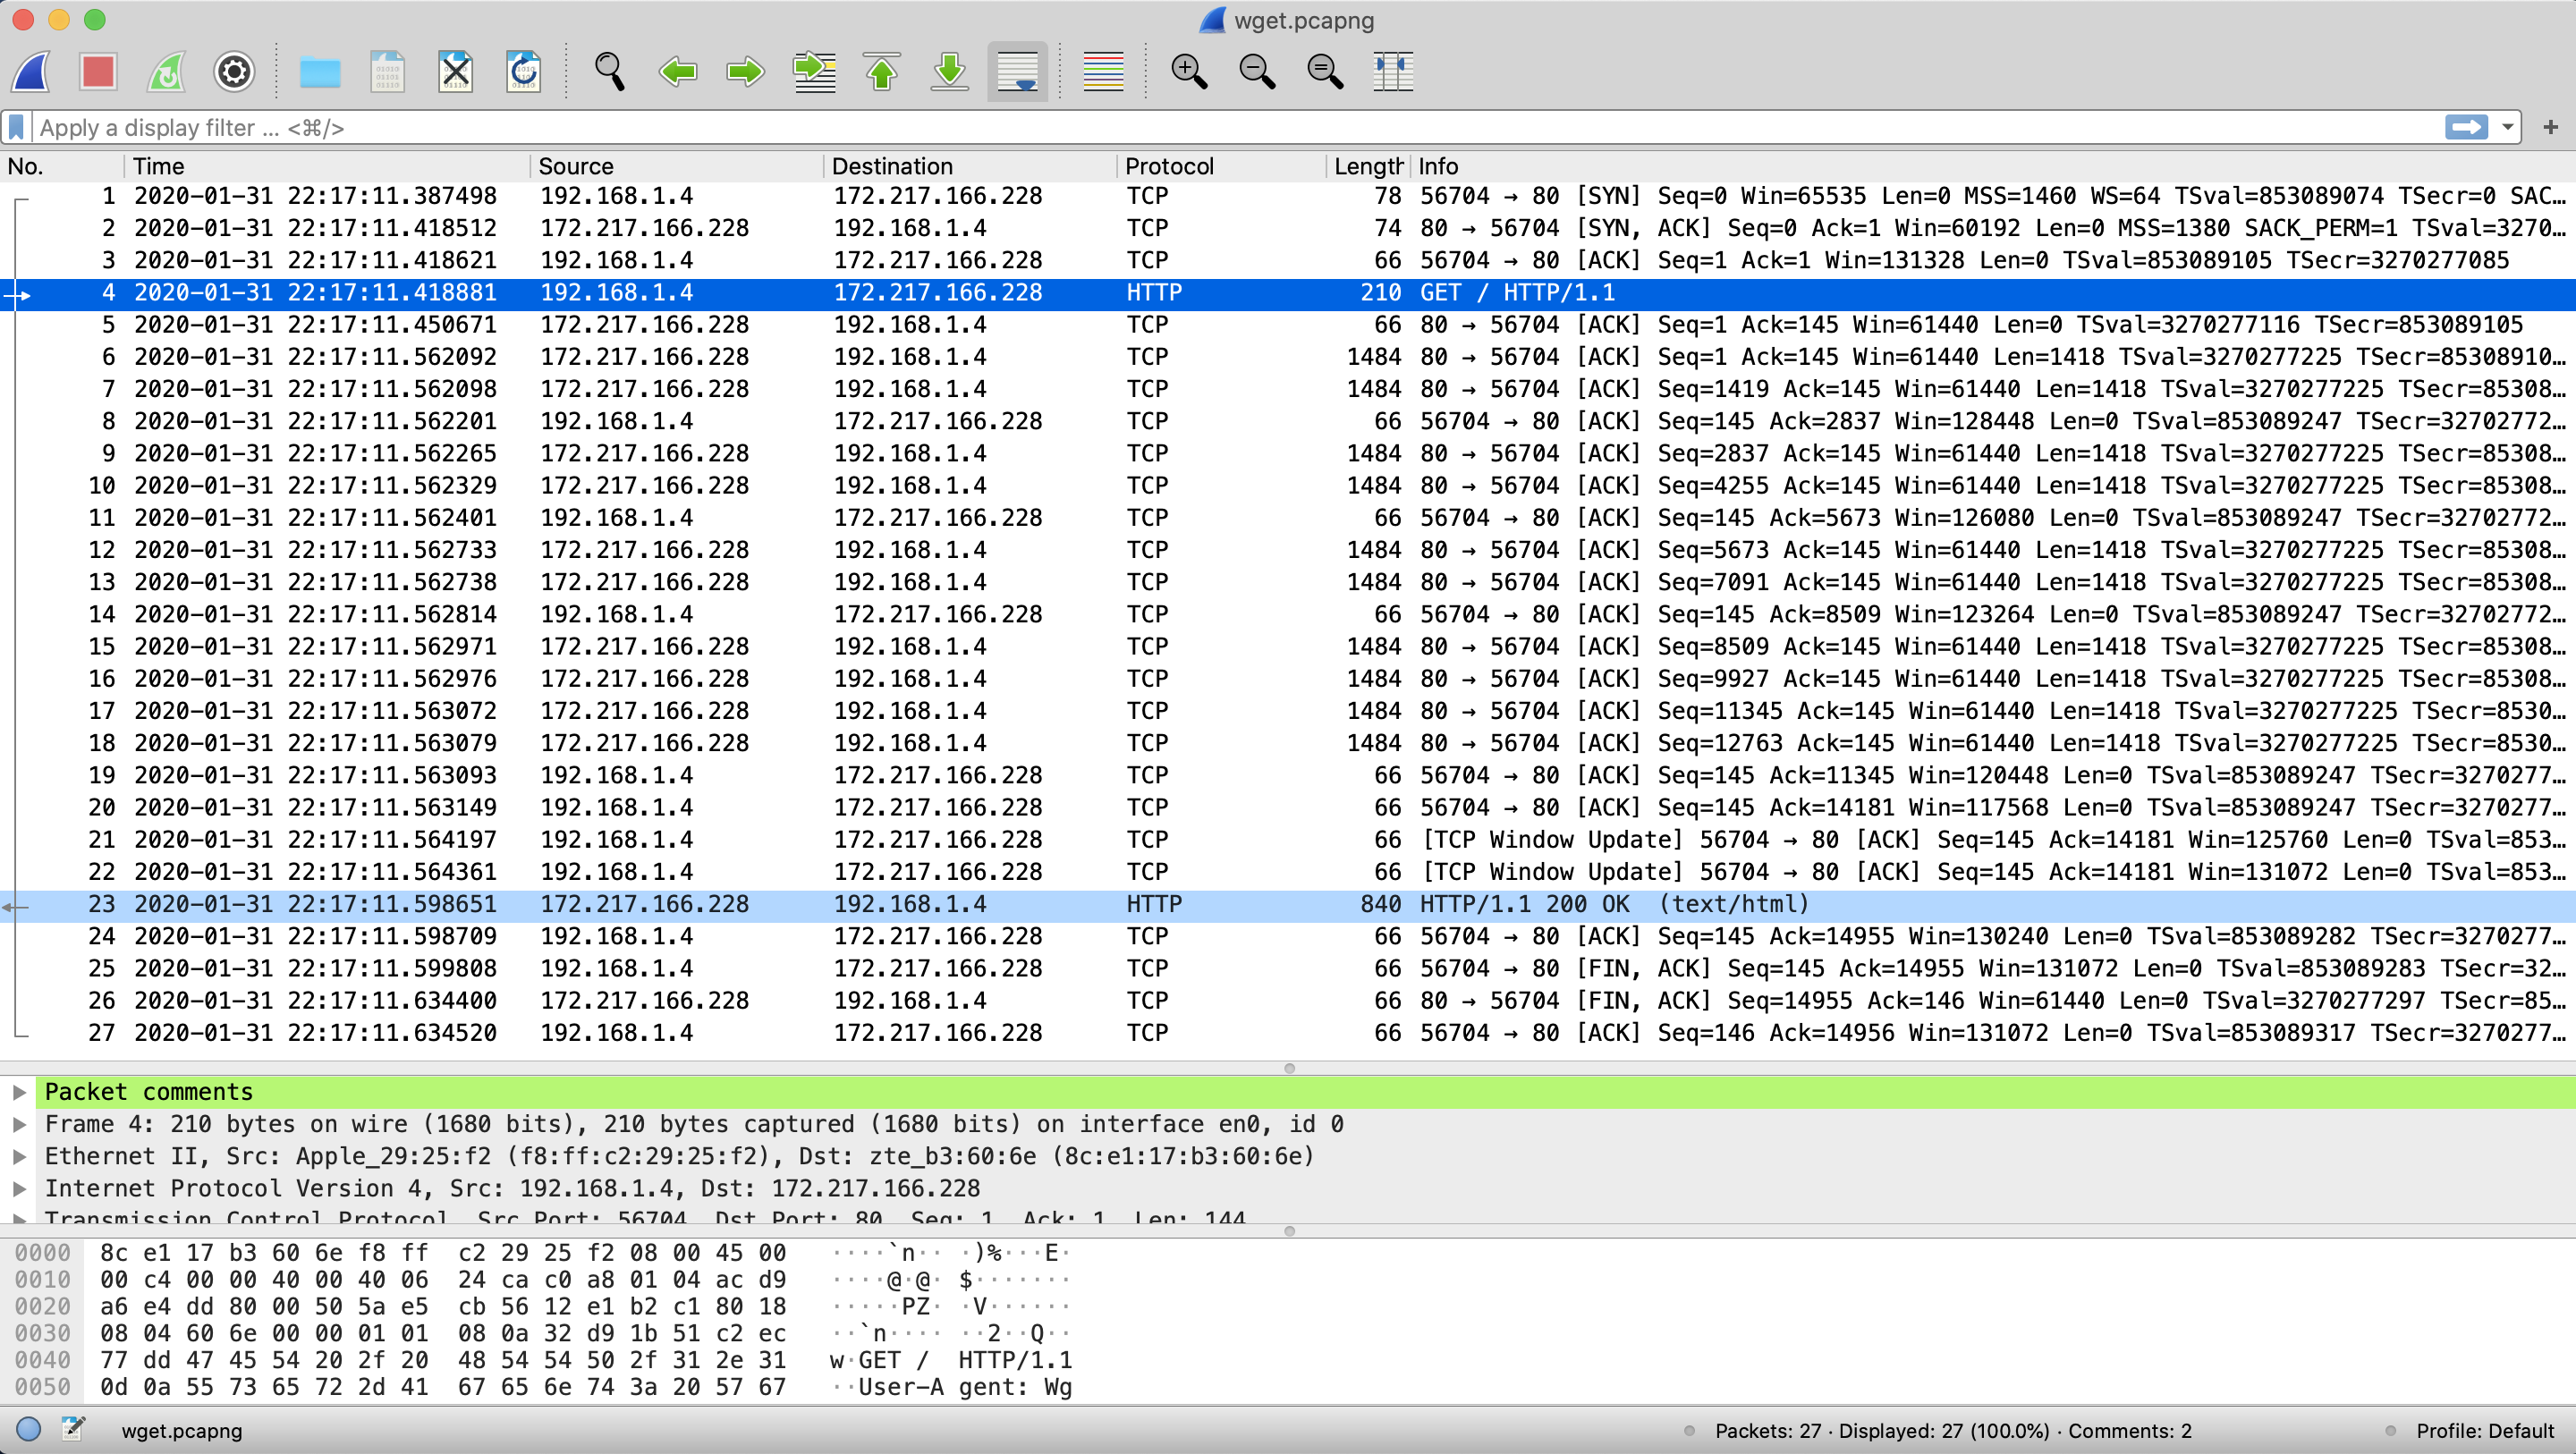 wget.pcapng
Apply a display filter ... <⌘/>
No. Time Source Destination Protocol Length Info
1 2020-01-31 22:17:11.387498 192.168.1.4 172.217.166.228 TCP 78 56704 → 80 [SYN] Seq=0 Win=65535 Len=0 MSS=1460 WS=64 TSval=853089074 TSecr=0 SAC…
2 2020-01-31 22:17:11.418512 172.217.166.228 192.168.1.4 TCP 74 80 → 56704 [SYN, ACK] Seq=0 Ack=1 Win=60192 Len=0 MSS=1380 SACK_PERM=1 TSval=3270…
3 2020-01-31 22:17:11.418621 192.168.1.4 172.217.166.228 TCP 66 56704 → 80 [ACK] Seq=1 Ack=1 Win=131328 Len=0 TSval=853089105 TSecr=3270277085
4 2020-01-31 22:17:11.418881 192.168.1.4 172.217.166.228 HTTP 210 GET / HTTP/1.1
5 2020-01-31 22:17:11.450671 172.217.166.228 192.168.1.4 TCP 66 80 → 56704 [ACK] Seq=1 Ack=145 Win=61440 Len=0 TSval=3270277116 TSecr=853089105
6 2020-01-31 22:17:11.562092 172.217.166.228 192.168.1.4 TCP 1484 80 → 56704 [ACK] Seq=1 Ack=145 Win=61440 Len=1418 TSval=3270277225 TSecr=85308910…
7 2020-01-31 22:17:11.562098 172.217.166.228 192.168.1.4 TCP 1484 80 → 56704 [ACK] Seq=1419 Ack=145 Win=61440 Len=1418 TSval=3270277225 TSecr=85308…
8 2020-01-31 22:17:11.562201 192.168.1.4 172.217.166.228 TCP 66 56704 → 80 [ACK] Seq=145 Ack=2837 Win=128448 Len=0 TSval=853089247 TSecr=32702772…
9 2020-01-31 22:17:11.562265 172.217.166.228 192.168.1.4 TCP 1484 80 → 56704 [ACK] Seq=2837 Ack=145 Win=61440 Len=1418 TSval=3270277225 TSecr=85308…
10 2020-01-31 22:17:11.562329 172.217.166.228 192.168.1.4 TCP 1484 80 → 56704 [ACK] Seq=4255 Ack=145 Win=61440 Len=1418 TSval=3270277225 TSecr=85308…
11 2020-01-31 22:17:11.562401 192.168.1.4 172.217.166.228 TCP 66 56704 → 80 [ACK] Seq=145 Ack=5673 Win=126080 Len=0 TSval=853089247 TSecr=32702772…
12 2020-01-31 22:17:11.562733 172.217.166.228 192.168.1.4 TCP 1484 80 → 56704 [ACK] Seq=5673 Ack=145 Win=61440 Len=1418 TSval=3270277225 TSecr=85308…
13 2020-01-31 22:17:11.562738 172.217.166.228 192.168.1.4 TCP 1484 80 → 56704 [ACK] Seq=7091 Ack=145 Win=61440 Len=1418 TSval=3270277225 TSecr=85308…
14 2020-01-31 22:17:11.562814 192.168.1.4 172.217.166.228 TCP 66 56704 → 80 [ACK] Seq=145 Ack=8509 Win=123264 Len=0 TSval=853089247 TSecr=32702772…
15 2020-01-31 22:17:11.562971 172.217.166.228 192.168.1.4 TCP 1484 80 → 56704 [ACK] Seq=8509 Ack=145 Win=61440 Len=1418 TSval=3270277225 TSecr=85308…
16 2020-01-31 22:17:11.562976 172.217.166.228 192.168.1.4 TCP 1484 80 → 56704 [ACK] Seq=9927 Ack=145 Win=61440 Len=1418 TSval=3270277225 TSecr=85308…
17 2020-01-31 22:17:11.563072 172.217.166.228 192.168.1.4 TCP 1484 80 → 56704 [ACK] Seq=11345 Ack=145 Win=61440 Len=1418 TSval=3270277225 TSecr=8530…
18 2020-01-31 22:17:11.563079 172.217.166.228 192.168.1.4 TCP 1484 80 → 56704 [ACK] Seq=12763 Ack=145 Win=61440 Len=1418 TSval=3270277225 TSecr=8530…
19 2020-01-31 22:17:11.563093 192.168.1.4 172.217.166.228 TCP 66 56704 → 80 [ACK] Seq=145 Ack=11345 Win=120448 Len=0 TSval=853089247 TSecr=3270277…
20 2020-01-31 22:17:11.563149 192.168.1.4 172.217.166.228 TCP 66 56704 → 80 [ACK] Seq=145 Ack=14181 Win=117568 Len=0 TSval=853089247 TSecr=3270277…
21 2020-01-31 22:17:11.564197 192.168.1.4 172.217.166.228 TCP 66 [TCP Window Update] 56704 → 80 [ACK] Seq=145 Ack=14181 Win=125760 Len=0 TSval=853…
22 2020-01-31 22:17:11.564361 192.168.1.4 172.217.166.228 TCP 66 [TCP Window Update] 56704 → 80 [ACK] Seq=145 Ack=14181 Win=131072 Len=0 TSval=853…
23 2020-01-31 22:17:11.598651 172.217.166.228 192.168.1.4 HTTP 840 HTTP/1.1 200 OK (text/html)
24 2020-01-31 22:17:11.598709 192.168.1.4 172.217.166.228 TCP 66 56704 → 80 [ACK] Seq=145 Ack=14955 Win=130240 Len=0 TSval=853089282 TSecr=3270277…
25 2020-01-31 22:17:11.599808 192.168.1.4 172.217.166.228 TCP 66 56704 → 80 [FIN, ACK] Seq=145 Ack=14955 Win=131072 Len=0 TSval=853089283 TSecr=32…
26 2020-01-31 22:17:11.634400 172.217.166.228 192.168.1.4 TCP 66 80 → 56704 [FIN, ACK] Seq=14955 Ack=146 Win=61440 Len=0 TSval=3270277297 TSecr=85…
27 2020-01-31 22:17:11.634520 192.168.1.4 172.217.166.228 TCP 66 56704 → 80 [ACK] Seq=146 Ack=14956 Win=131072 Len=0 TSval=853089317 TSecr=3270277…
Packet comments
Frame 4: 210 bytes on wire (1680 bits), 210 bytes captured (1680 bits) on interface en0, id 0
Ethernet II, Src: Apple_29:25:f2 (f8:ff:c2:29:25:f2), Dst: zte_b3:60:6e (8c:e1:17:b3:60:6e)
Internet Protocol Version 4, Src: 192.168.1.4, Dst: 172.217.166.228
Transmission Control Protocol, Src Port: 56704, Dst Port: 80, Seq: 1, Ack: 1, Len: 144
0000 8c e1 17 b3 60 6e f8 ff c2 29 25 f2 08 00 45 00 ····`n·· ·)%···E·
0010 00 c4 00 00 40 00 40 06 24 ca c0 a8 01 04 ac d9 ····@·@· $·······
0020 a6 e4 dd 80 00 50 5a e5 cb 56 12 e1 b2 c1 80 18 ·····PZ· ·V······
0030 08 04 60 6e 00 00 01 01 08 0a 32 d9 1b 51 c2 ec ··`n···· ··2··Q··
0040 77 dd 47 45 54 20 2f 20 48 54 54 50 2f 31 2e 31 w·GET / HTTP/1.1
0050 0d 0a 55 73 65 72 2d 41 67 65 6e 74 3a 20 57 67 ··User-A gent: Wg
wget.pcapng Packets: 27 · Displayed: 27 (100.0%) · Comments: 2 Profile: Default